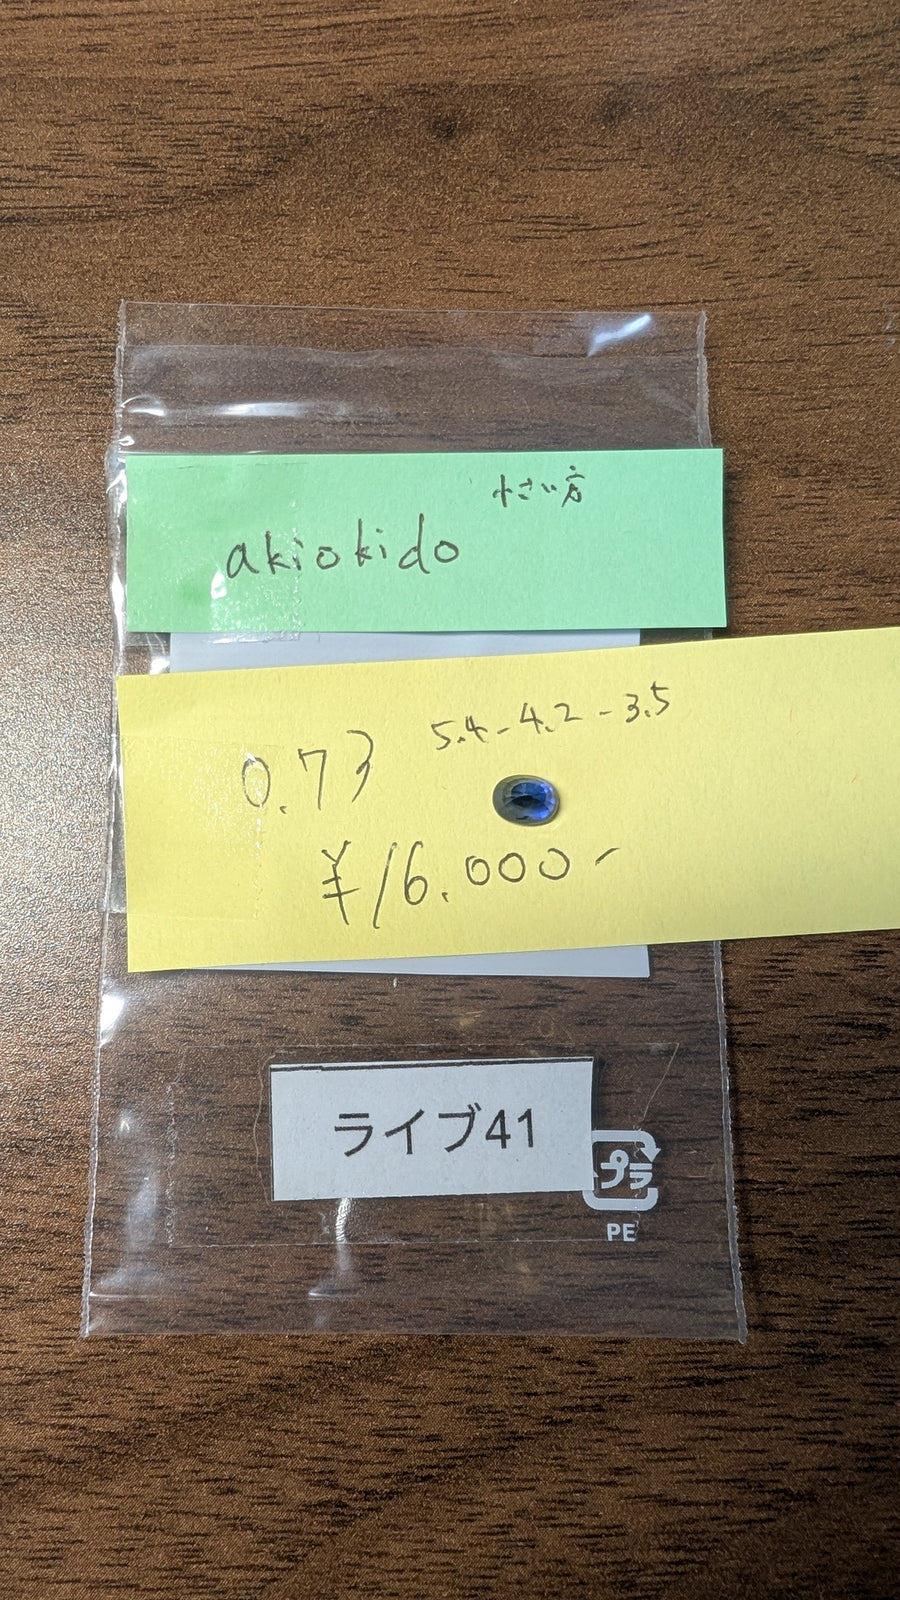 小さい方
akiokido
5.4-4.2-3.5
0.73
¥16.000-
ライブ41
プラ
PE